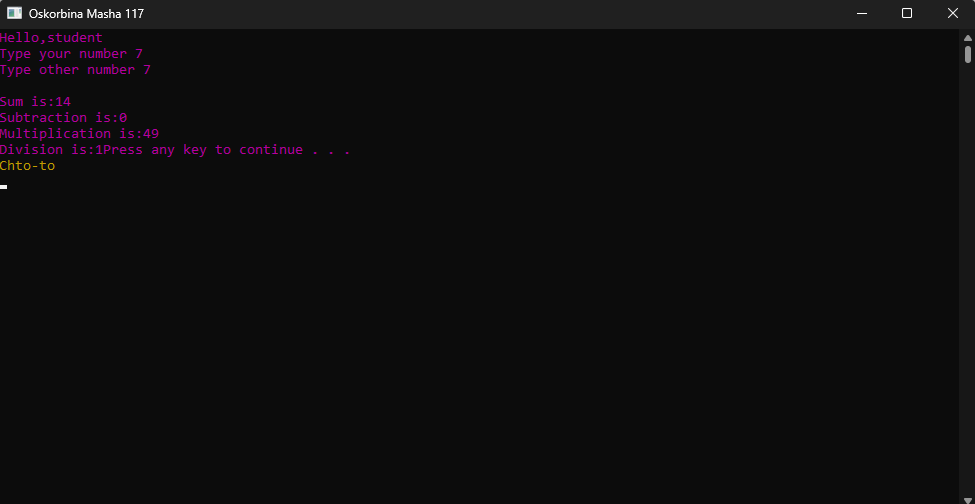 Oskorbina Masha 117
Hello,student
Type your number 7
Type other number 7
Sum is:14
Subtraction is:0
Multiplication is:49
Division is:1Press any key to continue . . .
Chto-to